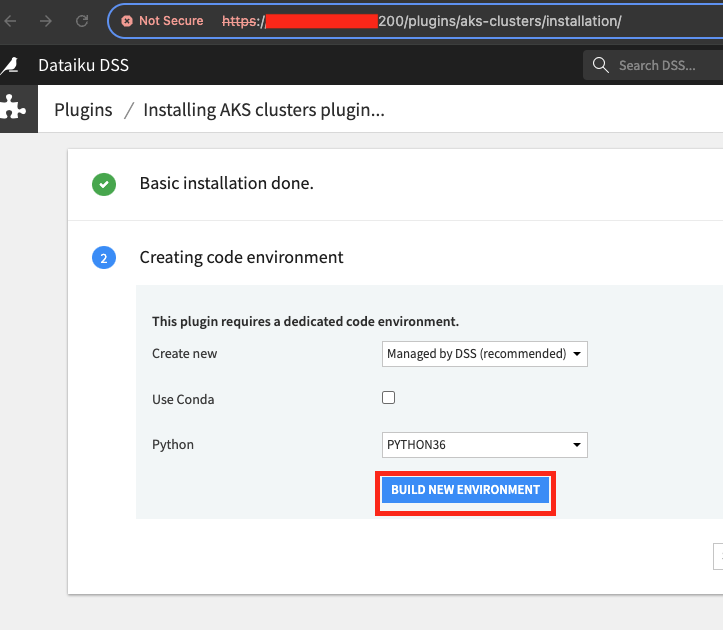 Not Secure https:/ 200/plugins/aks-clusters/installation/
Dataiku DSS Search DSS...
Plugins / Installing AKS clusters plugin...
Basic installation done.
2 Creating code environment
This plugin requires a dedicated code environment.
Create new Managed by DSS (recommended)
Use Conda
Python PYTHON36
BUILD NEW ENVIRONMENT